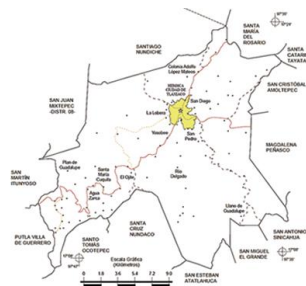 SANTA
MARÍA
DEL
ROSARIO
SANTIAGO
NUNDICHE
SANTA
CATARINA
TAYATA
Colonia Adolfo
López Mateos
SAN CRISTÓBAL
AMOLTEPEC
SAN JUAN
MIXTEPEC
-DISTR. 08-
San Diego
La Lobera
San
Pedro
MAGDALENA
PEÑASCO
SAN
MARTÍN
ITUNYOSO
Plan de
Guadalupe
Santa
María
Cuquila
El Ojite
Río
Delgado
Agua
Zarca
Llano de
Guadalupe
PUTLA VILLA
DE GUERRERO
SANTO
TOMÁS
OCOTEPEC
SANTA
CRUZ
NUNDACO
SAN ANTONIO
SINICAHUA
SAN MIGUEL
EL GRANDE
Escala Gráfica
(Kilómetros)
SAN ESTEBAN
ATATLAHUCA